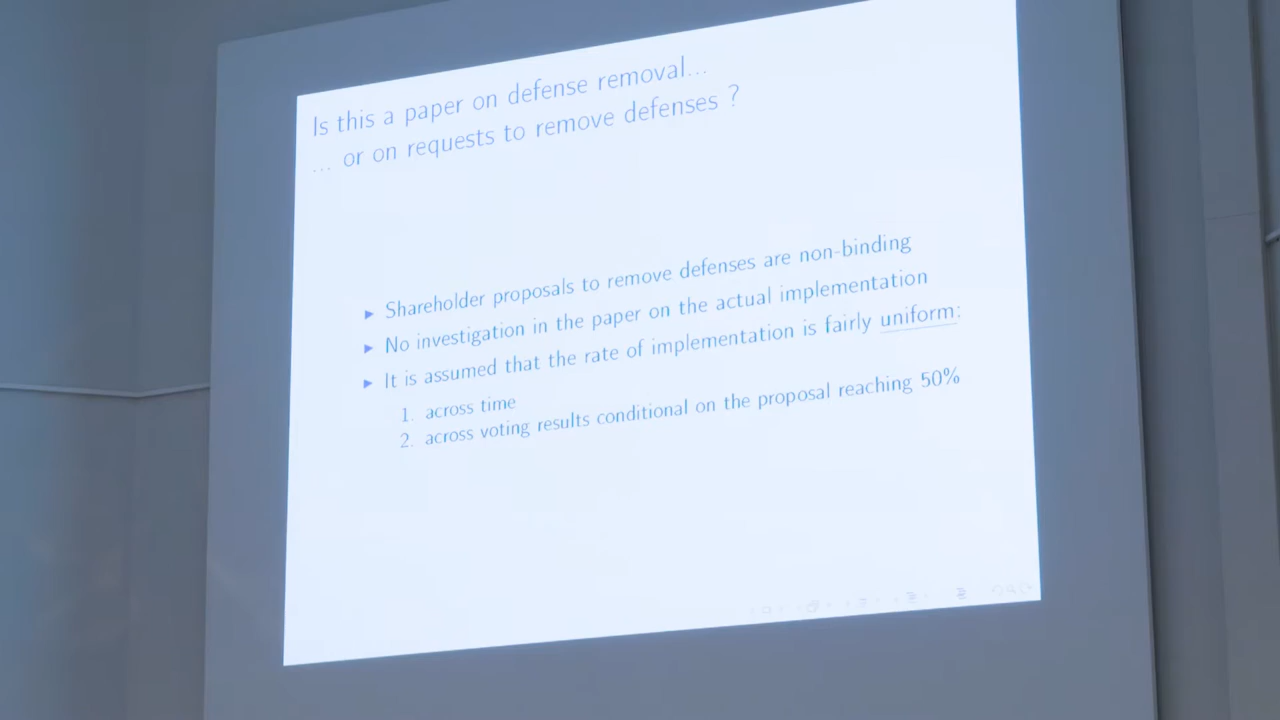 Is this a paper on defense removal...
... or on requests to remove defenses ?
▶ Shareholder proposals to remove defenses are non-binding
▶ No investigation in the paper on the actual implementation
▶ It is assumed that the rate of implementation is fairly uniform:
1. across time
2. across voting results conditional on the proposal reaching 50%